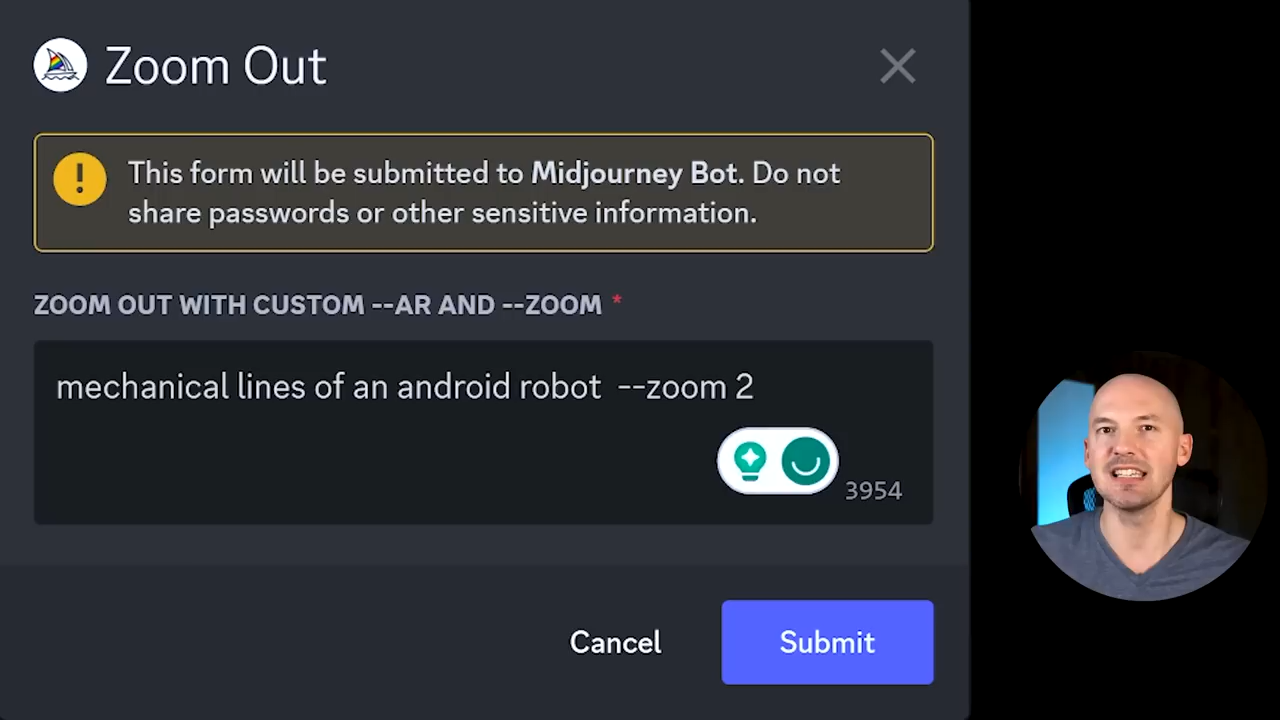 Zoom Out
This form will be submitted to Midjourney Bot. Do not
share passwords or other sensitive information.
ZOOM OUT WITH CUSTOM --AR AND --ZOOM *
mechanical lines of an android robot  --zoom 2
3954
Cancel
Submit